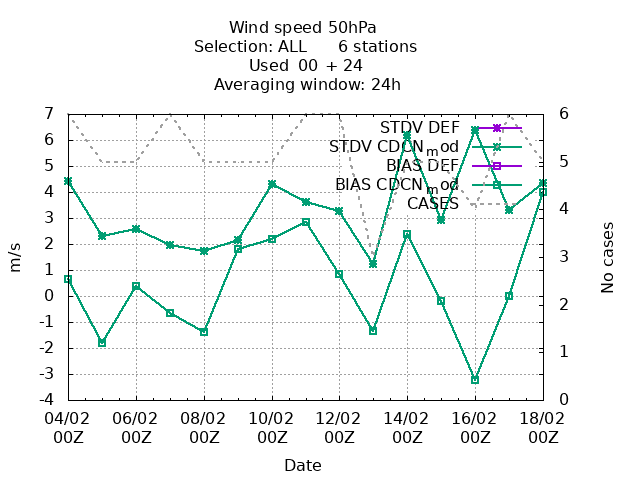 Wind speed 50hPa
Selection: ALL 6 stations
Used 00 + 24
Averaging window: 24h
7
6
5
4
3
2
1
0
-1
-2
-3
-4
m/s
STDV DEF
STDV CDCNmod
BIAS DEF
BIAS CDCNmod
CASES
6
5
4
3
2
1
0
No cases
04/02 06/02 08/02 10/02 12/02 14/02 16/02 18/02
00Z 00Z 00Z 00Z 00Z 00Z 00Z 00Z
Date